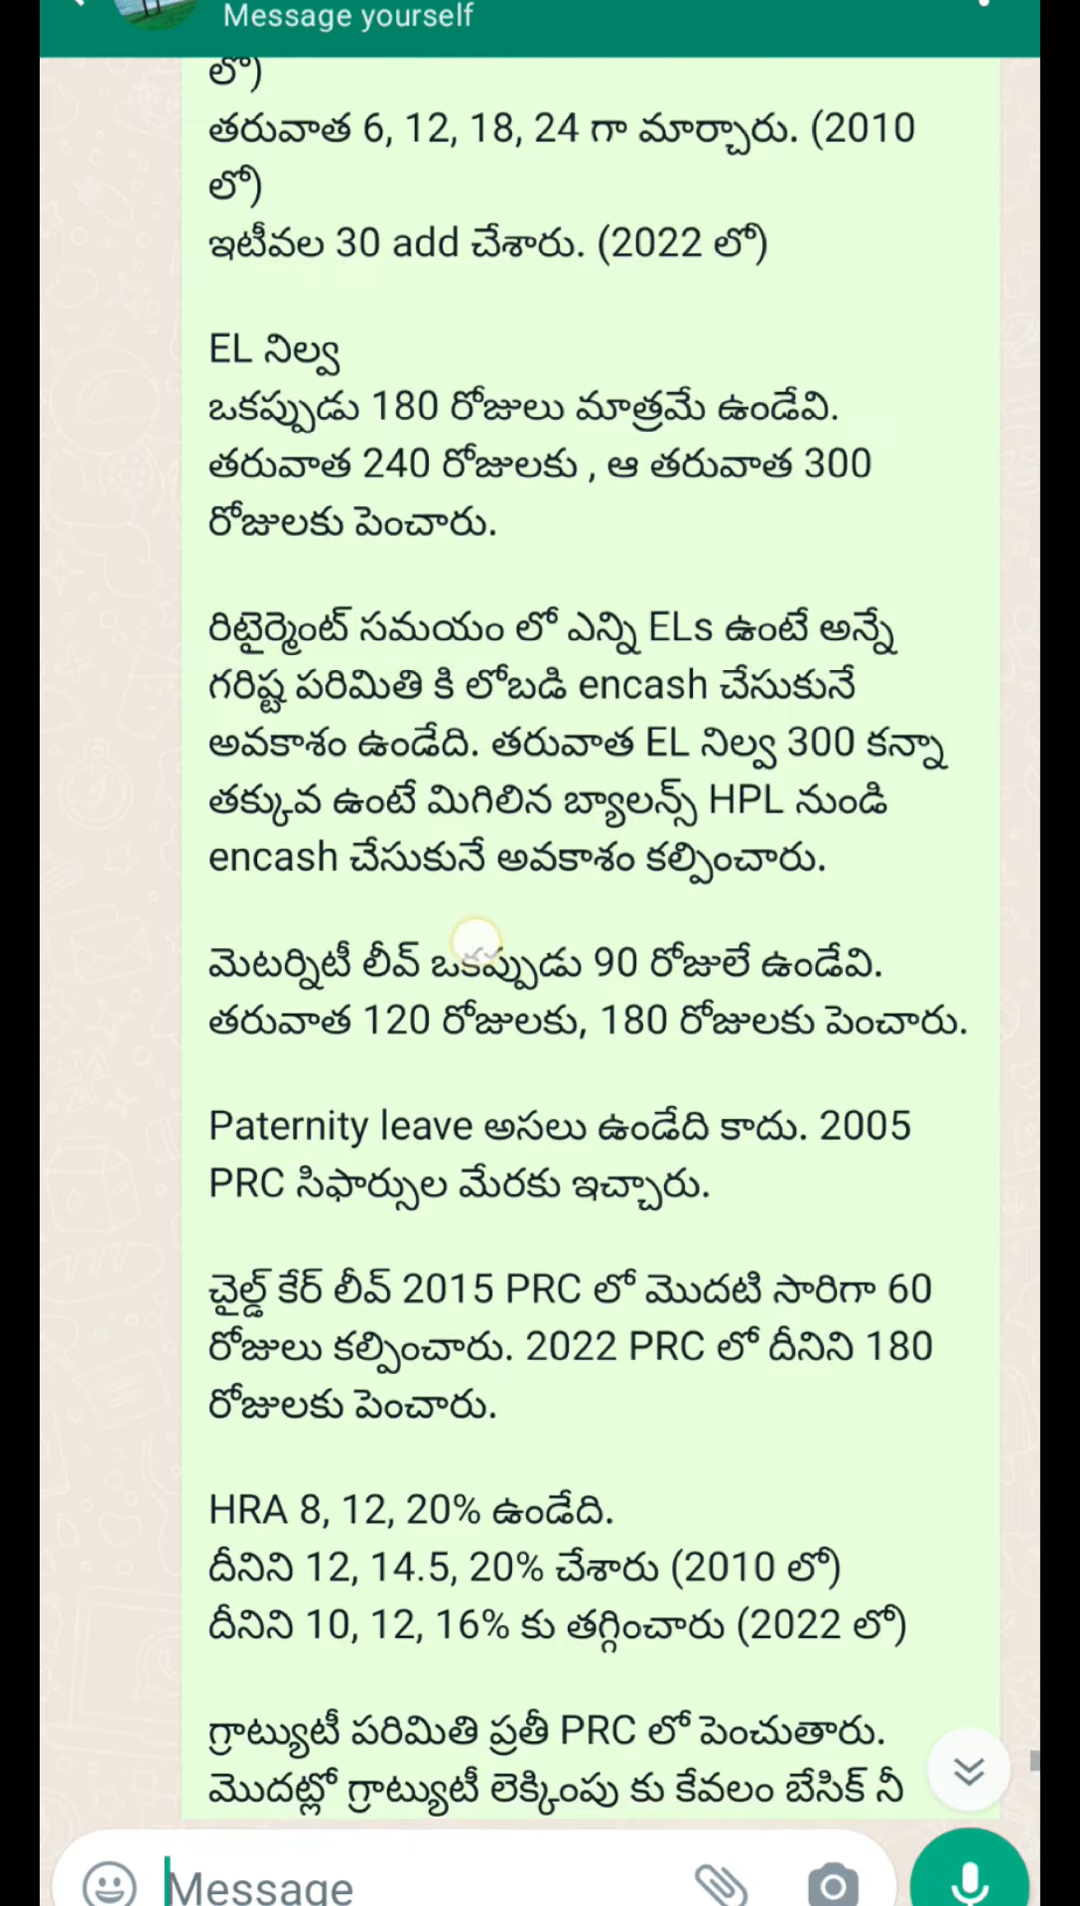 Message yourself
లో)
తరువాత 6, 12, 18, 24 గా మార్చారు. (2010
లో)
ఇటీవల 30 add చేశారు. (2022 లో)
EL నిల్వ
ఒకప్పుడు 180 రోజులు మాత్రమే ఉండేవి.
తరువాత 240 రోజులకు , ఆ తరువాత 300
రోజులకు పెంచారు.
రిటైర్మెంట్ సమయం లో ఎన్ని ELs ఉంటే అన్నే
గరిష్ట పరిమితి కి లోబడి encash చేసుకునే
అవకాశం ఉండేది. తరువాత EL నిల్వ 300 కన్నా
తక్కువ ఉంటే మిగిలిన బ్యాలన్స్ HPL నుండి
encash చేసుకునే అవకాశం కల్పించారు.
మెటర్నిటీ లీవ్ ఒకప్పుడు 90 రోజులే ఉండేవి.
తరువాత 120 రోజులకు, 180 రోజులకు పెంచారు.
Paternity leave అసలు ఉండేది కాదు. 2005
PRC సిఫార్సుల మేరకు ఇచ్చారు.
చైల్డ్ కేర్ లీవ్ 2015 PRC లో మొదటి సారిగా 60
రోజులు కల్పించారు. 2022 PRC లో దీనిని 180
రోజులకు పెంచారు.
HRA 8, 12, 20% ఉండేది.
దీనిని 12, 14.5, 20% చేశారు (2010 లో)
దీనిని 10, 12, 16% కు తగ్గించారు (2022 లో)
గ్రాట్యుటీ పరిమితి ప్రతీ PRC లో పెంచుతారు.
మొదట్లో గ్రాట్యుటీ లెక్కింపు కు కేవలం బేసిక్ నీ
Message